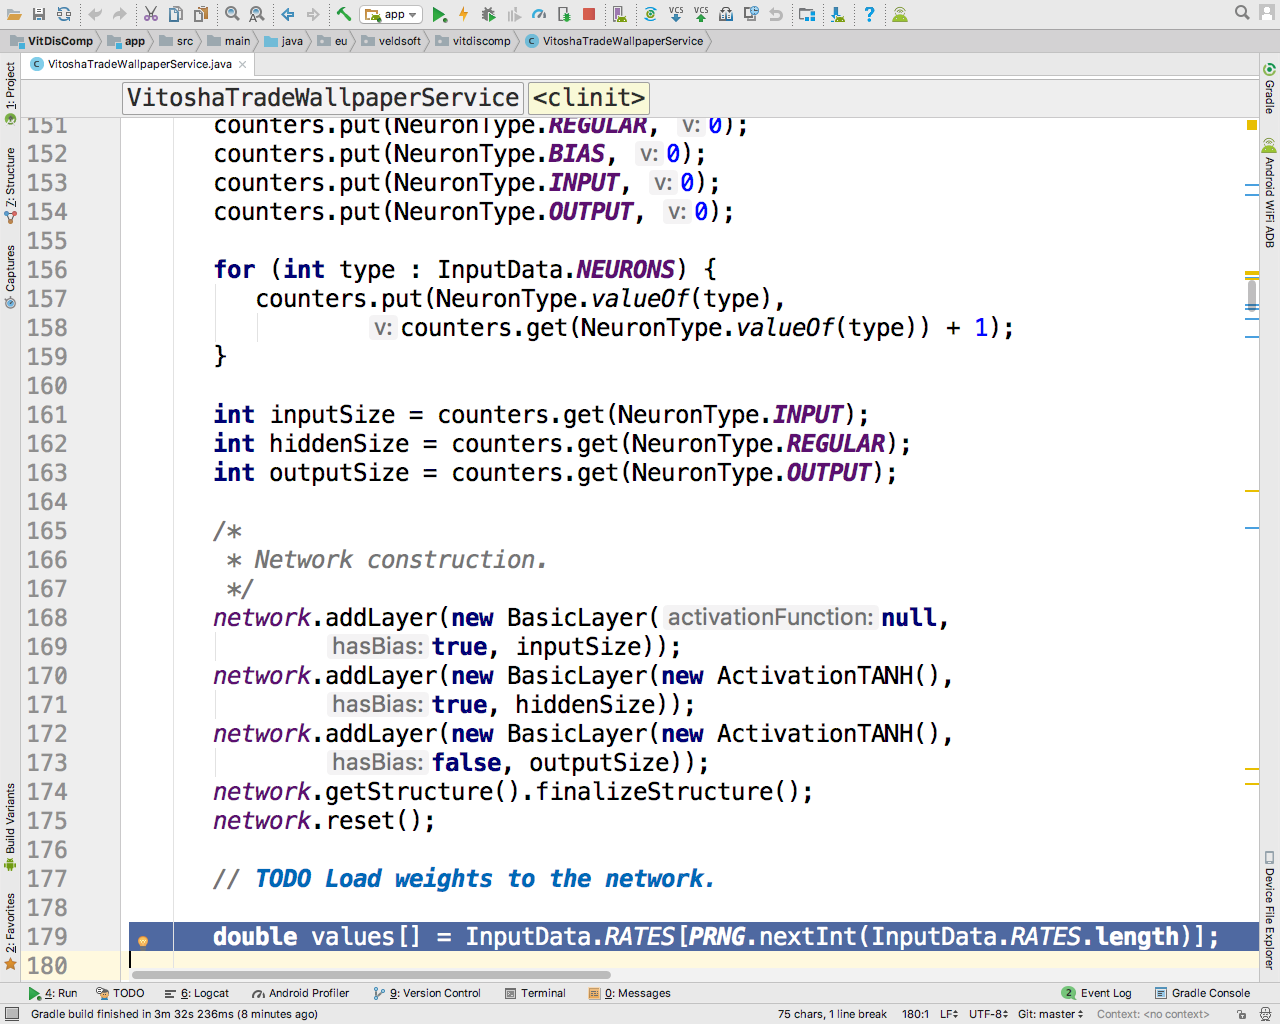 app
VitDisComp app src main java eu veldsoft vitdiscomp VitoshaTradeWallpaperService
VitoshaTradeWallpaperService.java
VitoshaTradeWallpaperService <clinit>
1: Project
Z: Structure
Captures
Build Variants
2: Favorites
151 counters.put(NeuronType.REGULAR, v: 0);
152 counters.put(NeuronType.BIAS, v: 0);
153 counters.put(NeuronType.INPUT, v: 0);
154 counters.put(NeuronType.OUTPUT, v: 0);
155
156 for (int type : InputData.NEURONS) {
157 counters.put(NeuronType.valueOf(type),
158 v: counters.get(NeuronType.valueOf(type)) + 1);
159 }
160
161 int inputSize = counters.get(NeuronType.INPUT);
162 int hiddenSize = counters.get(NeuronType.REGULAR);
163 int outputSize = counters.get(NeuronType.OUTPUT);
164
165 /*
166 * Network construction.
167 */
168 network.addLayer(new BasicLayer( activationFunction: null,
169 hasBias: true, inputSize));
170 network.addLayer(new BasicLayer(new ActivationTANH(),
171 hasBias: true, hiddenSize));
172 network.addLayer(new BasicLayer(new ActivationTANH(),
173 hasBias: false, outputSize));
174 network.getStructure().finalizeStructure();
175 network.reset();
176
177 // TODO Load weights to the network.
178
179 double values[] = InputData.RATES[PRNG.nextInt(InputData.RATES.length)];
180
Gradle
Android WiFi ADB
Device File Explorer
4: Run TODO 6: Logcat Android Profiler 9: Version Control Terminal 0: Messages 2 Event Log Gradle Console
Gradle build finished in 3m 32s 236ms (8 minutes ago) 75 chars, 1 line break 180:1 LF UTF-8 Git: master Context: <no context>
VCS VCS